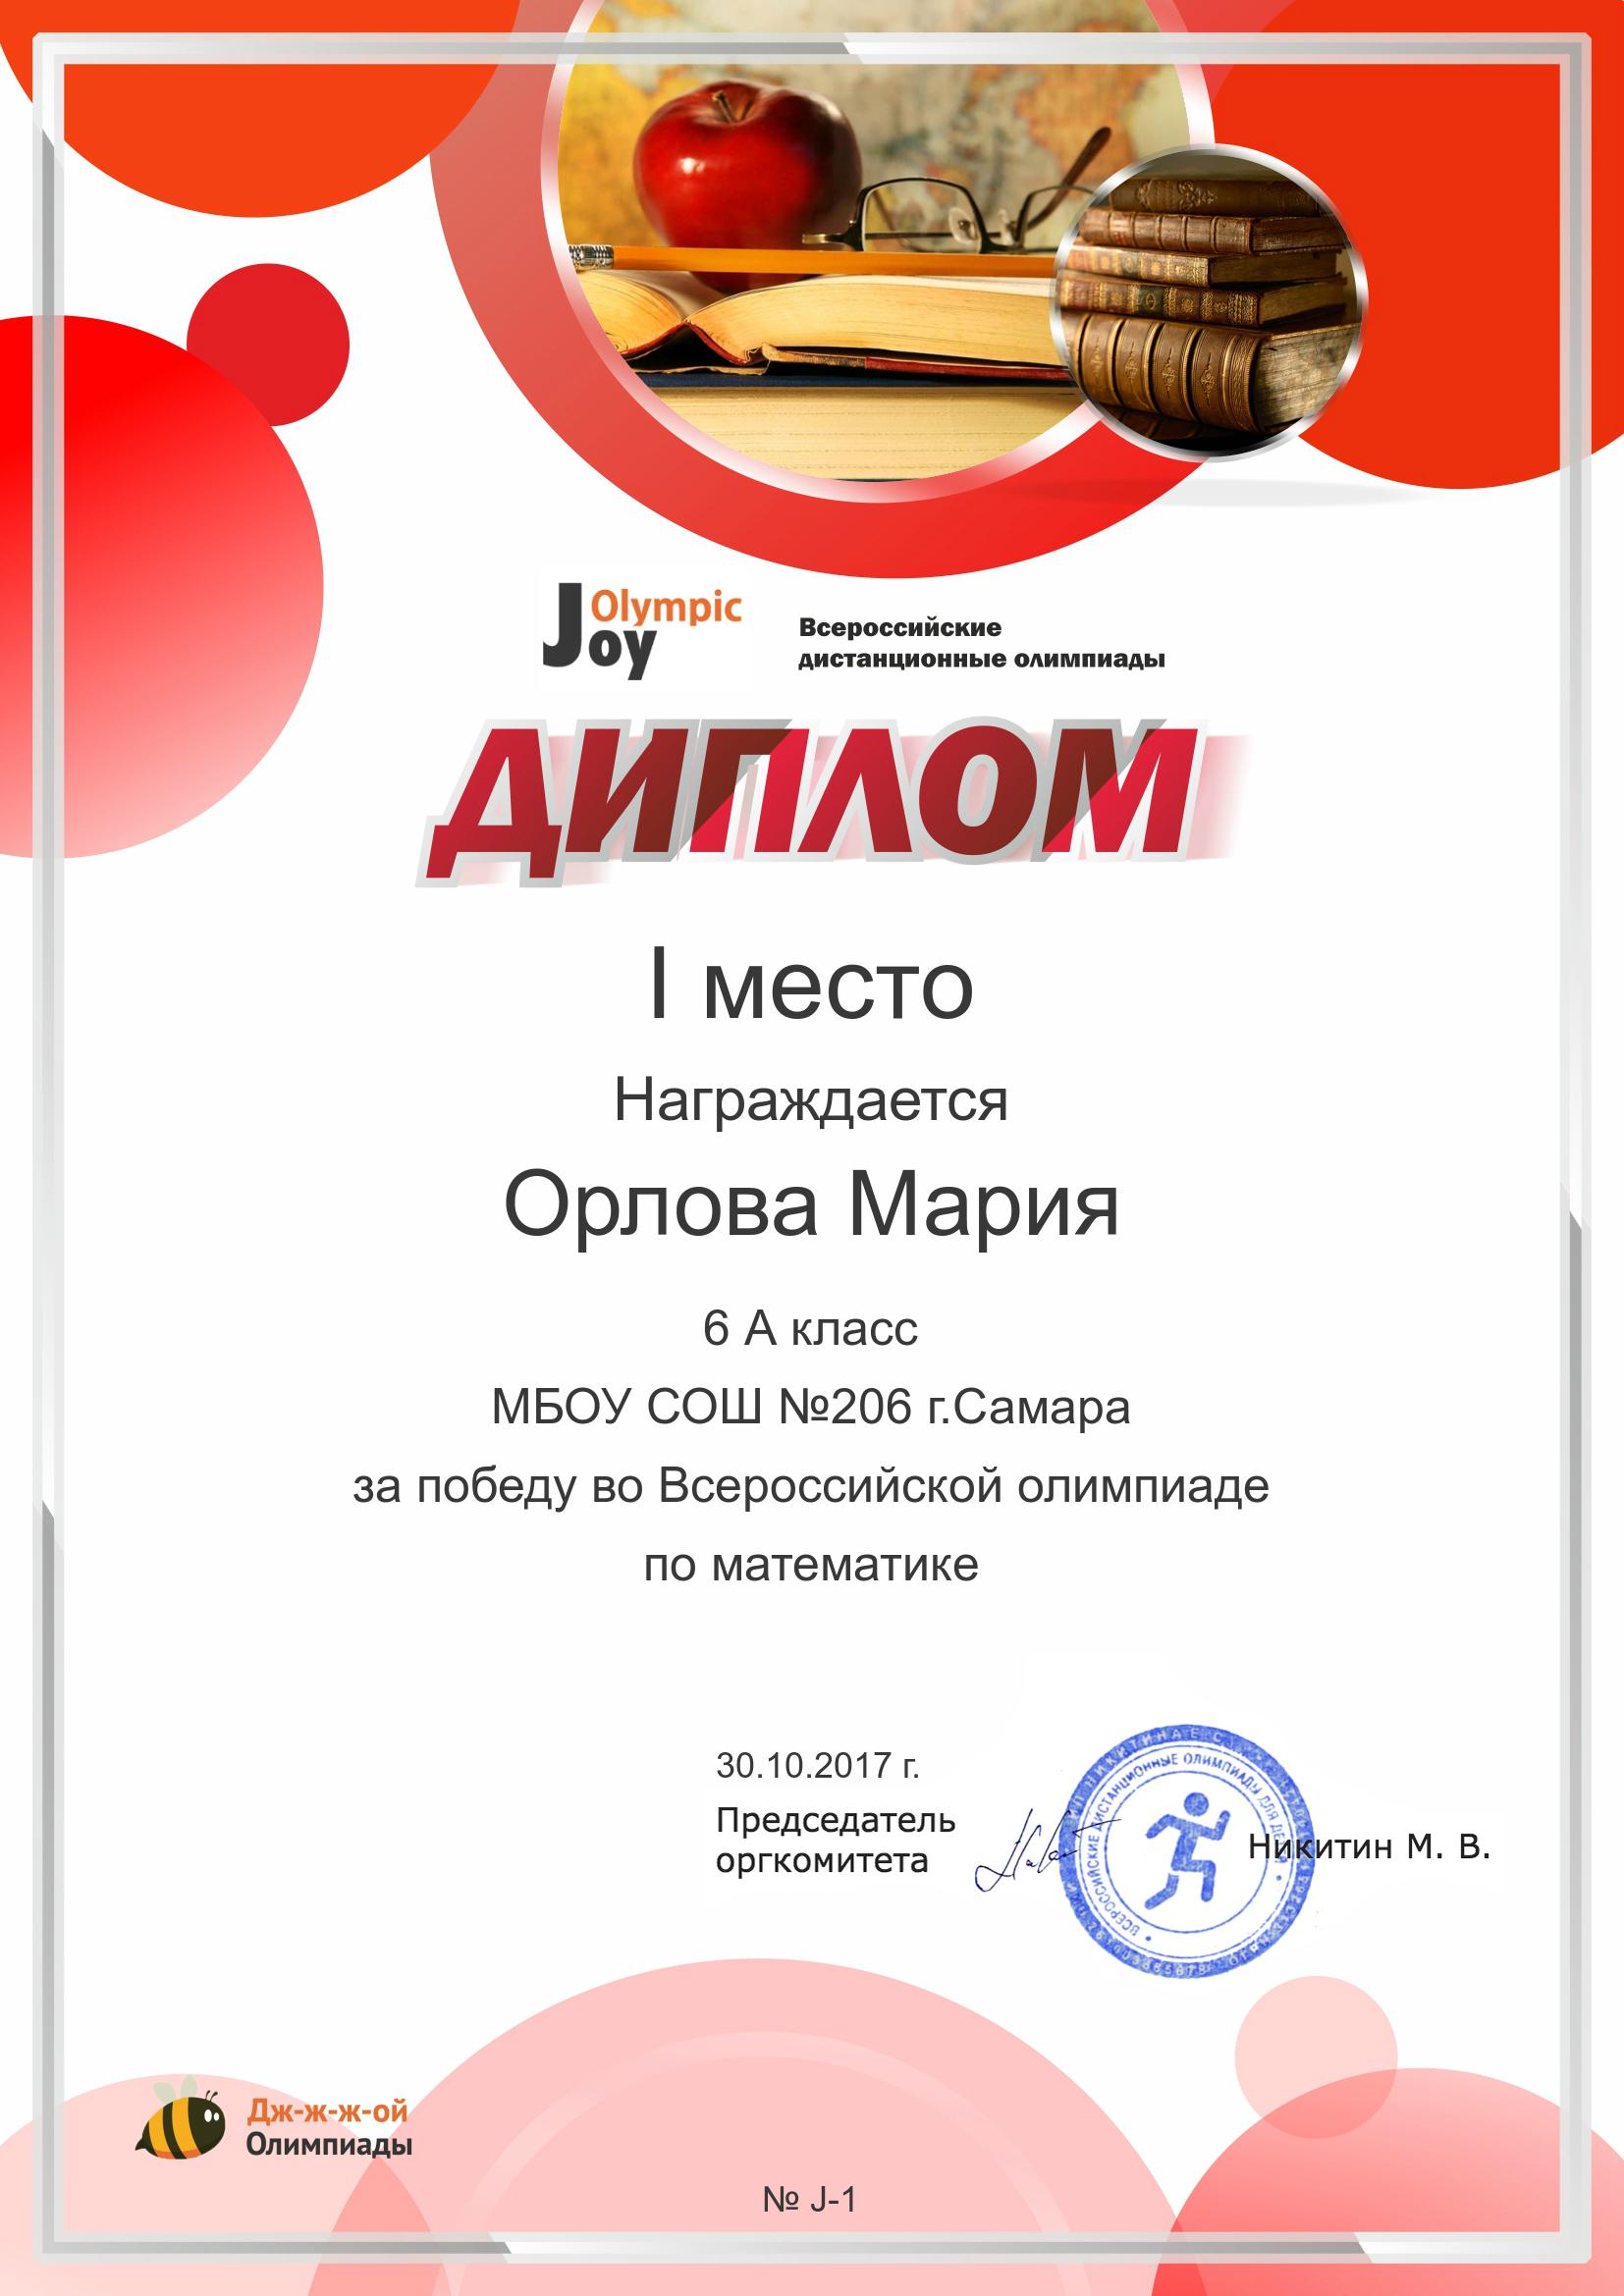 Joy Olympic
Всероссийские
дистанционные олимпиады
ДИПЛОМ
I место
Награждается
Орлова Мария
6 А класс
МБОУ СОШ №206 г.Самара
за победу во Всероссийской олимпиаде
по математике
30.10.2017 г.
Председатель
оргкомитета
Никитин М. В.
ВСЕРОССИЙСКИЕ ДИСТАНЦИОННЫЕ ОЛИМПИАДЫ ДЛЯ
Дж-ж-ж-ой
Олимпиады
№ J-1